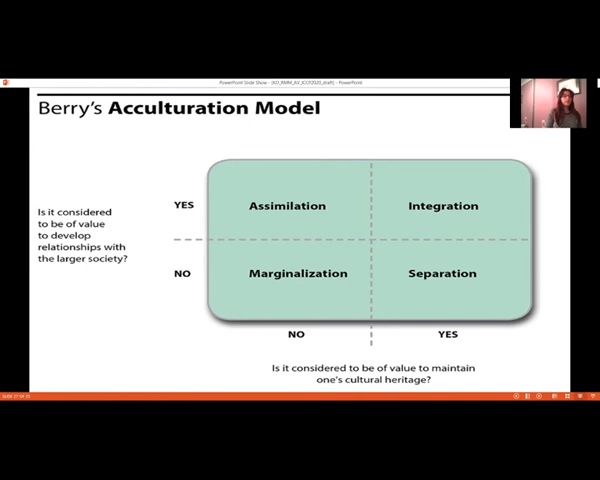 PowerPoint Slide Show - [KO_RMM_AV_ICCP2020_draft] - PowerPoint
Berry's Acculturation Model
Is it considered
to be of value
to develop
relationships with
the larger society?
YES
Assimilation
Integration
NO
Marginalization
Separation
NO
YES
Is it considered to be of value to maintain
one's cultural heritage?